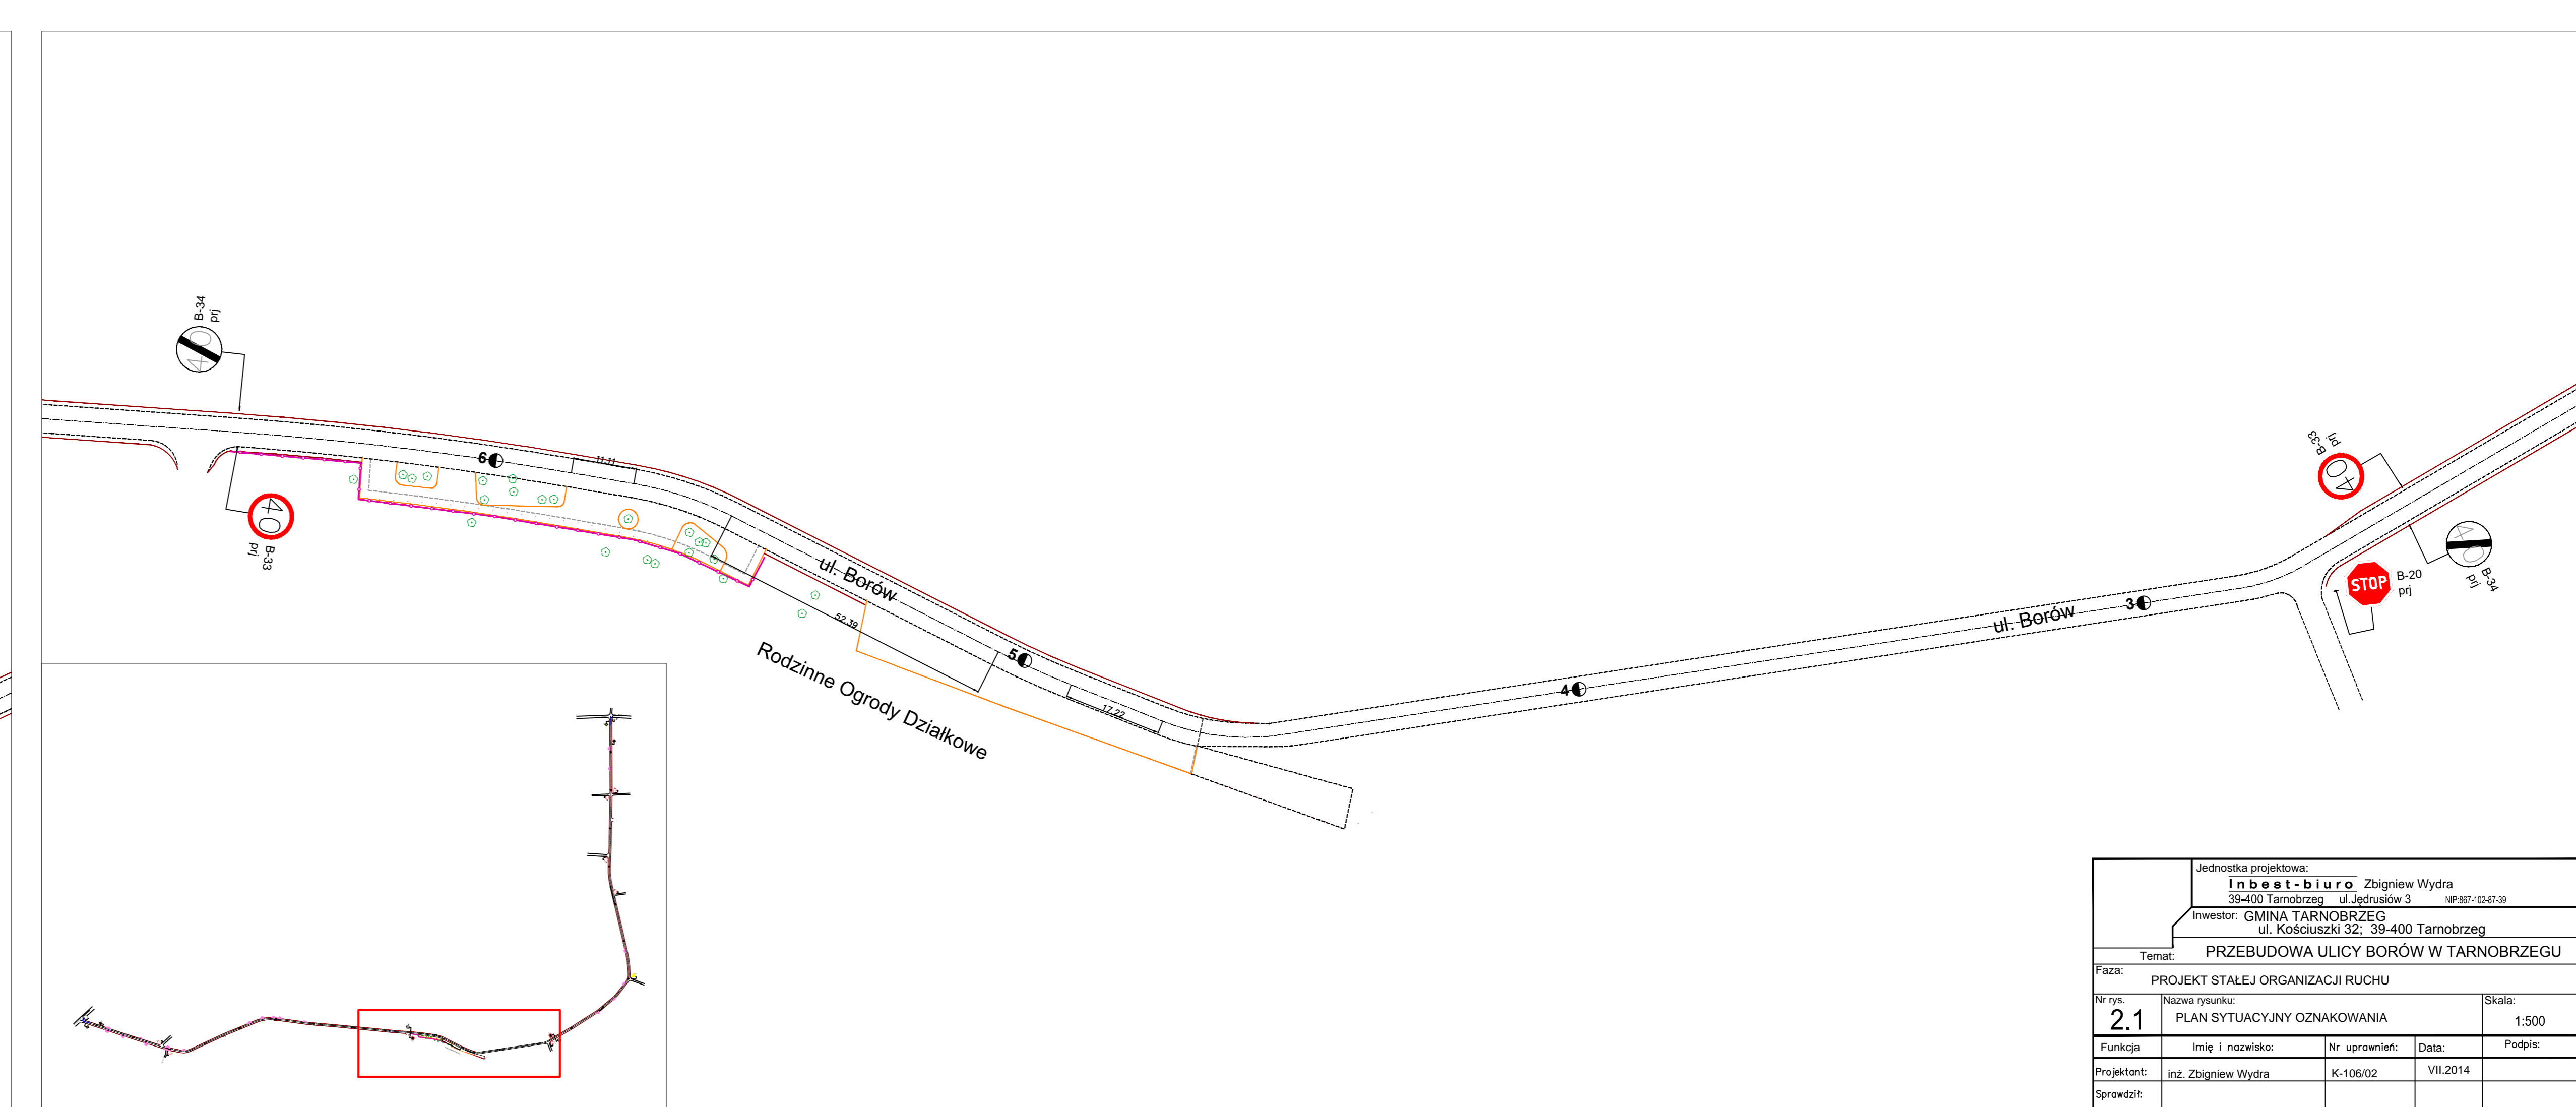 B-34
prj
40
40
B-33
prj
6
11.11
ul. Borów
52.39
5
17.22
Rodzinne Ogrody Działkowe
4
ul. Borów
3
B-33
prj
40
40
B-34
prj
STOP
B-20
prj
Jednostka projektowa:
Inbest-biuro Zbigniew Wydra
39-400 Tarnobrzeg ul.Jędrusiów 3 NIP:867-102-87-39
Inwestor: GMINA TARNOBRZEG
ul. Kościuszki 32; 39-400 Tarnobrzeg
Temat: PRZEBUDOWA ULICY BORÓW W TARNOBRZEGU
Faza:
PROJEKT STAŁEJ ORGANIZACJI RUCHU
Nr rys. Nazwa rysunku: Skala:
2.1 PLAN SYTUACYJNY OZNAKOWANIA 1:500
Funkcja Imię i nazwisko: Nr uprawnień: Data: Podpis:
Projektant: inż. Zbigniew Wydra K-106/02 VII.2014
Sprawdził: